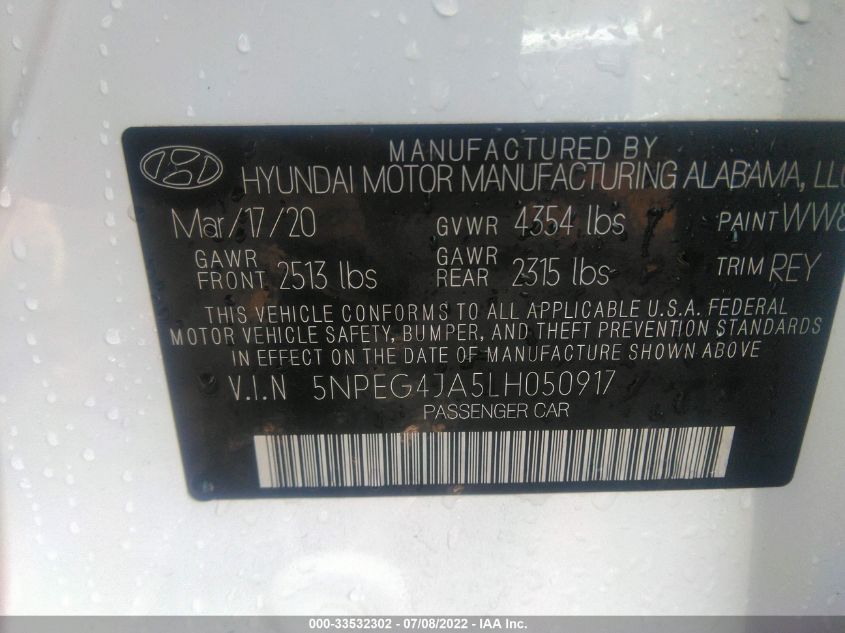 MANUFACTURED BY
HYUNDAI MOTOR MANUFACTURING ALABAMA, LLC
Mar/17/20 GVWR 4354 lbs PAINT WW8
GAWR FRONT 2513 lbs GAWR REAR 2315 lbs TRIM REY
THIS VEHICLE CONFORMS TO ALL APPLICABLE U.S.A. FEDERAL
MOTOR VEHICLE SAFETY, BUMPER, AND THEFT PREVENTION STANDARDS
IN EFFECT ON THE DATE OF MANUFACTURE SHOWN ABOVE
V.I.N 5NPEG4JA5LH050917
PASSENGER CAR
000-33532302 - 07/08/2022 - IAA Inc.